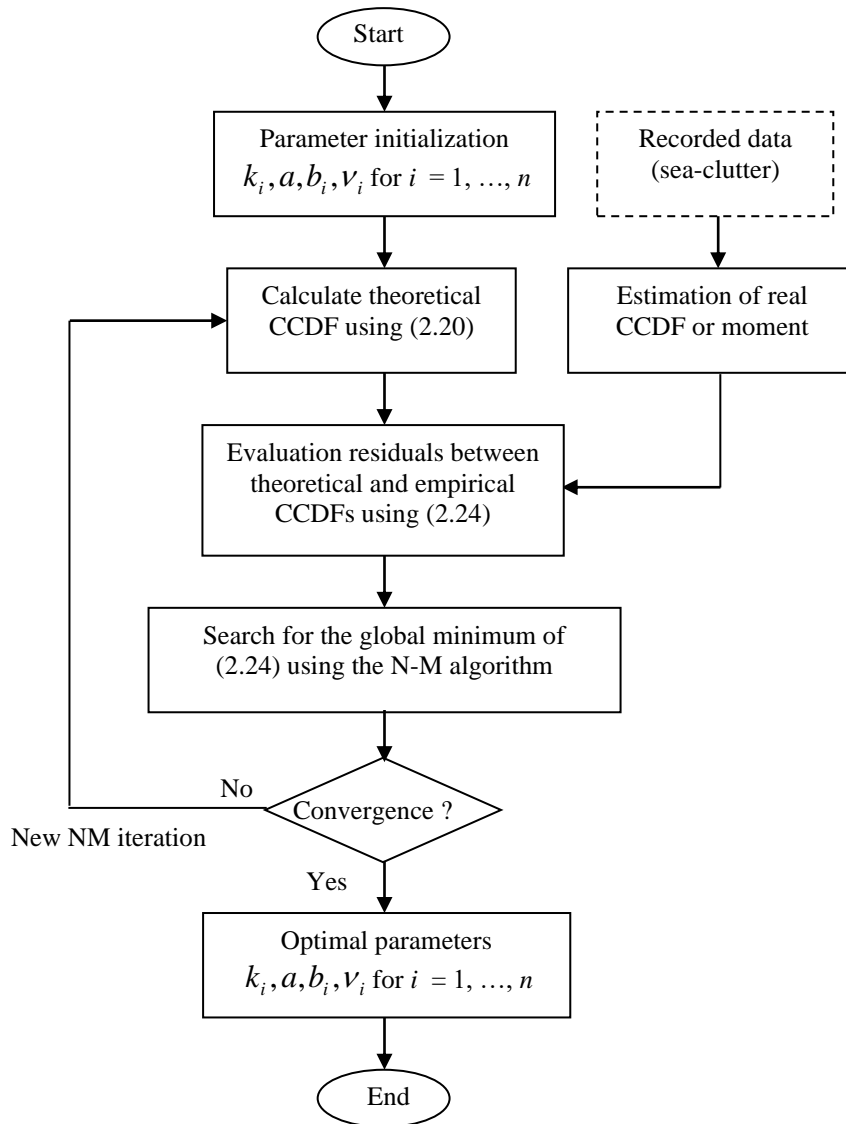 Start
Parameter initialization
k_i, a, b_i, ν_i for i = 1, …, n
Recorded data
(sea-clutter)
Calculate theoretical
CCDF using (2.20)
Estimation of real
CCDF or moment
Evaluation residuals between
theoretical and empirical
CCDFs using (2.24)
Search for the global minimum of
(2.24) using the N-M algorithm
No
Convergence ?
New NM iteration
Yes
Optimal parameters
k_i, a, b_i, ν_i for i = 1, …, n
End